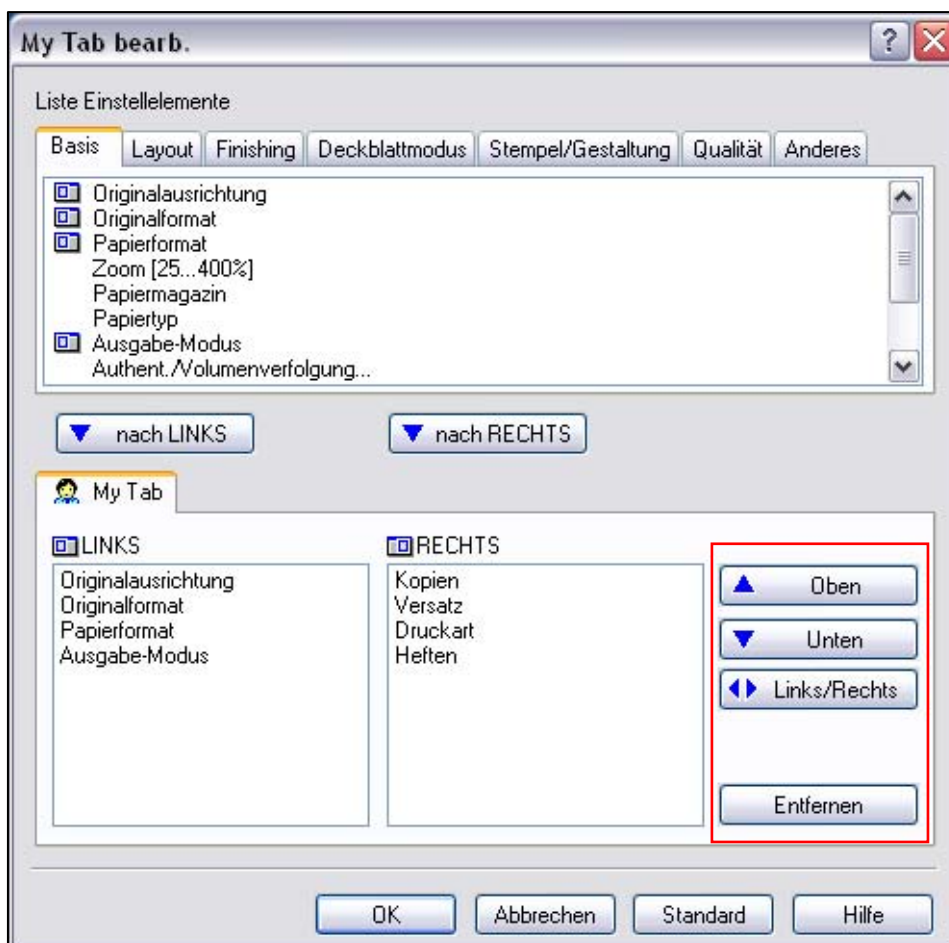 My Tab bearb.
Liste Einstellelemente
Basis Layout Finishing Deckblattmodus Stempel/Gestaltung Qualität Anderes
Originalausrichtung
Originalformat
Papierformat
Zoom [25...400%]
Papiermagazin
Papiertyp
Ausgabe-Modus
Authent./Volumenverfolgung...
nach LINKS nach RECHTS
My Tab
LINKS RECHTS
Originalausrichtung Kopien
Originalformat Versatz
Papierformat Druckart
Ausgabe-Modus Heften
Oben
Unten
Links/Rechts
Entfernen
OK Abbrechen Standard Hilfe